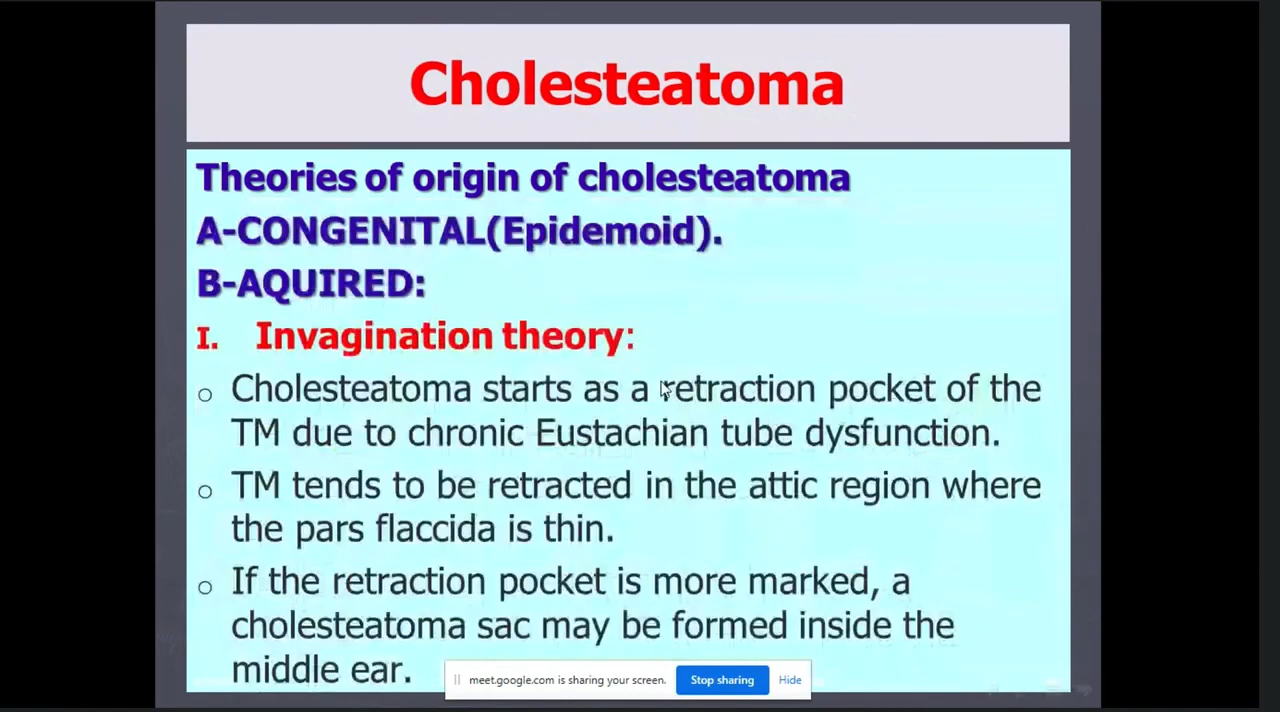 Cholesteatoma
Theories of origin of cholesteatoma
A-CONGENITAL(Epidemoid).
B-AQUIRED:
I. Invagination theory:
o Cholesteatoma starts as a retraction pocket of the
TM due to chronic Eustachian tube dysfunction.
o TM tends to be retracted in the attic region where
the pars flaccida is thin.
o If the retraction pocket is more marked, a
cholesteatoma sac may be formed inside the
middle ear.
meet.google.com is sharing your screen. Stop sharing Hide